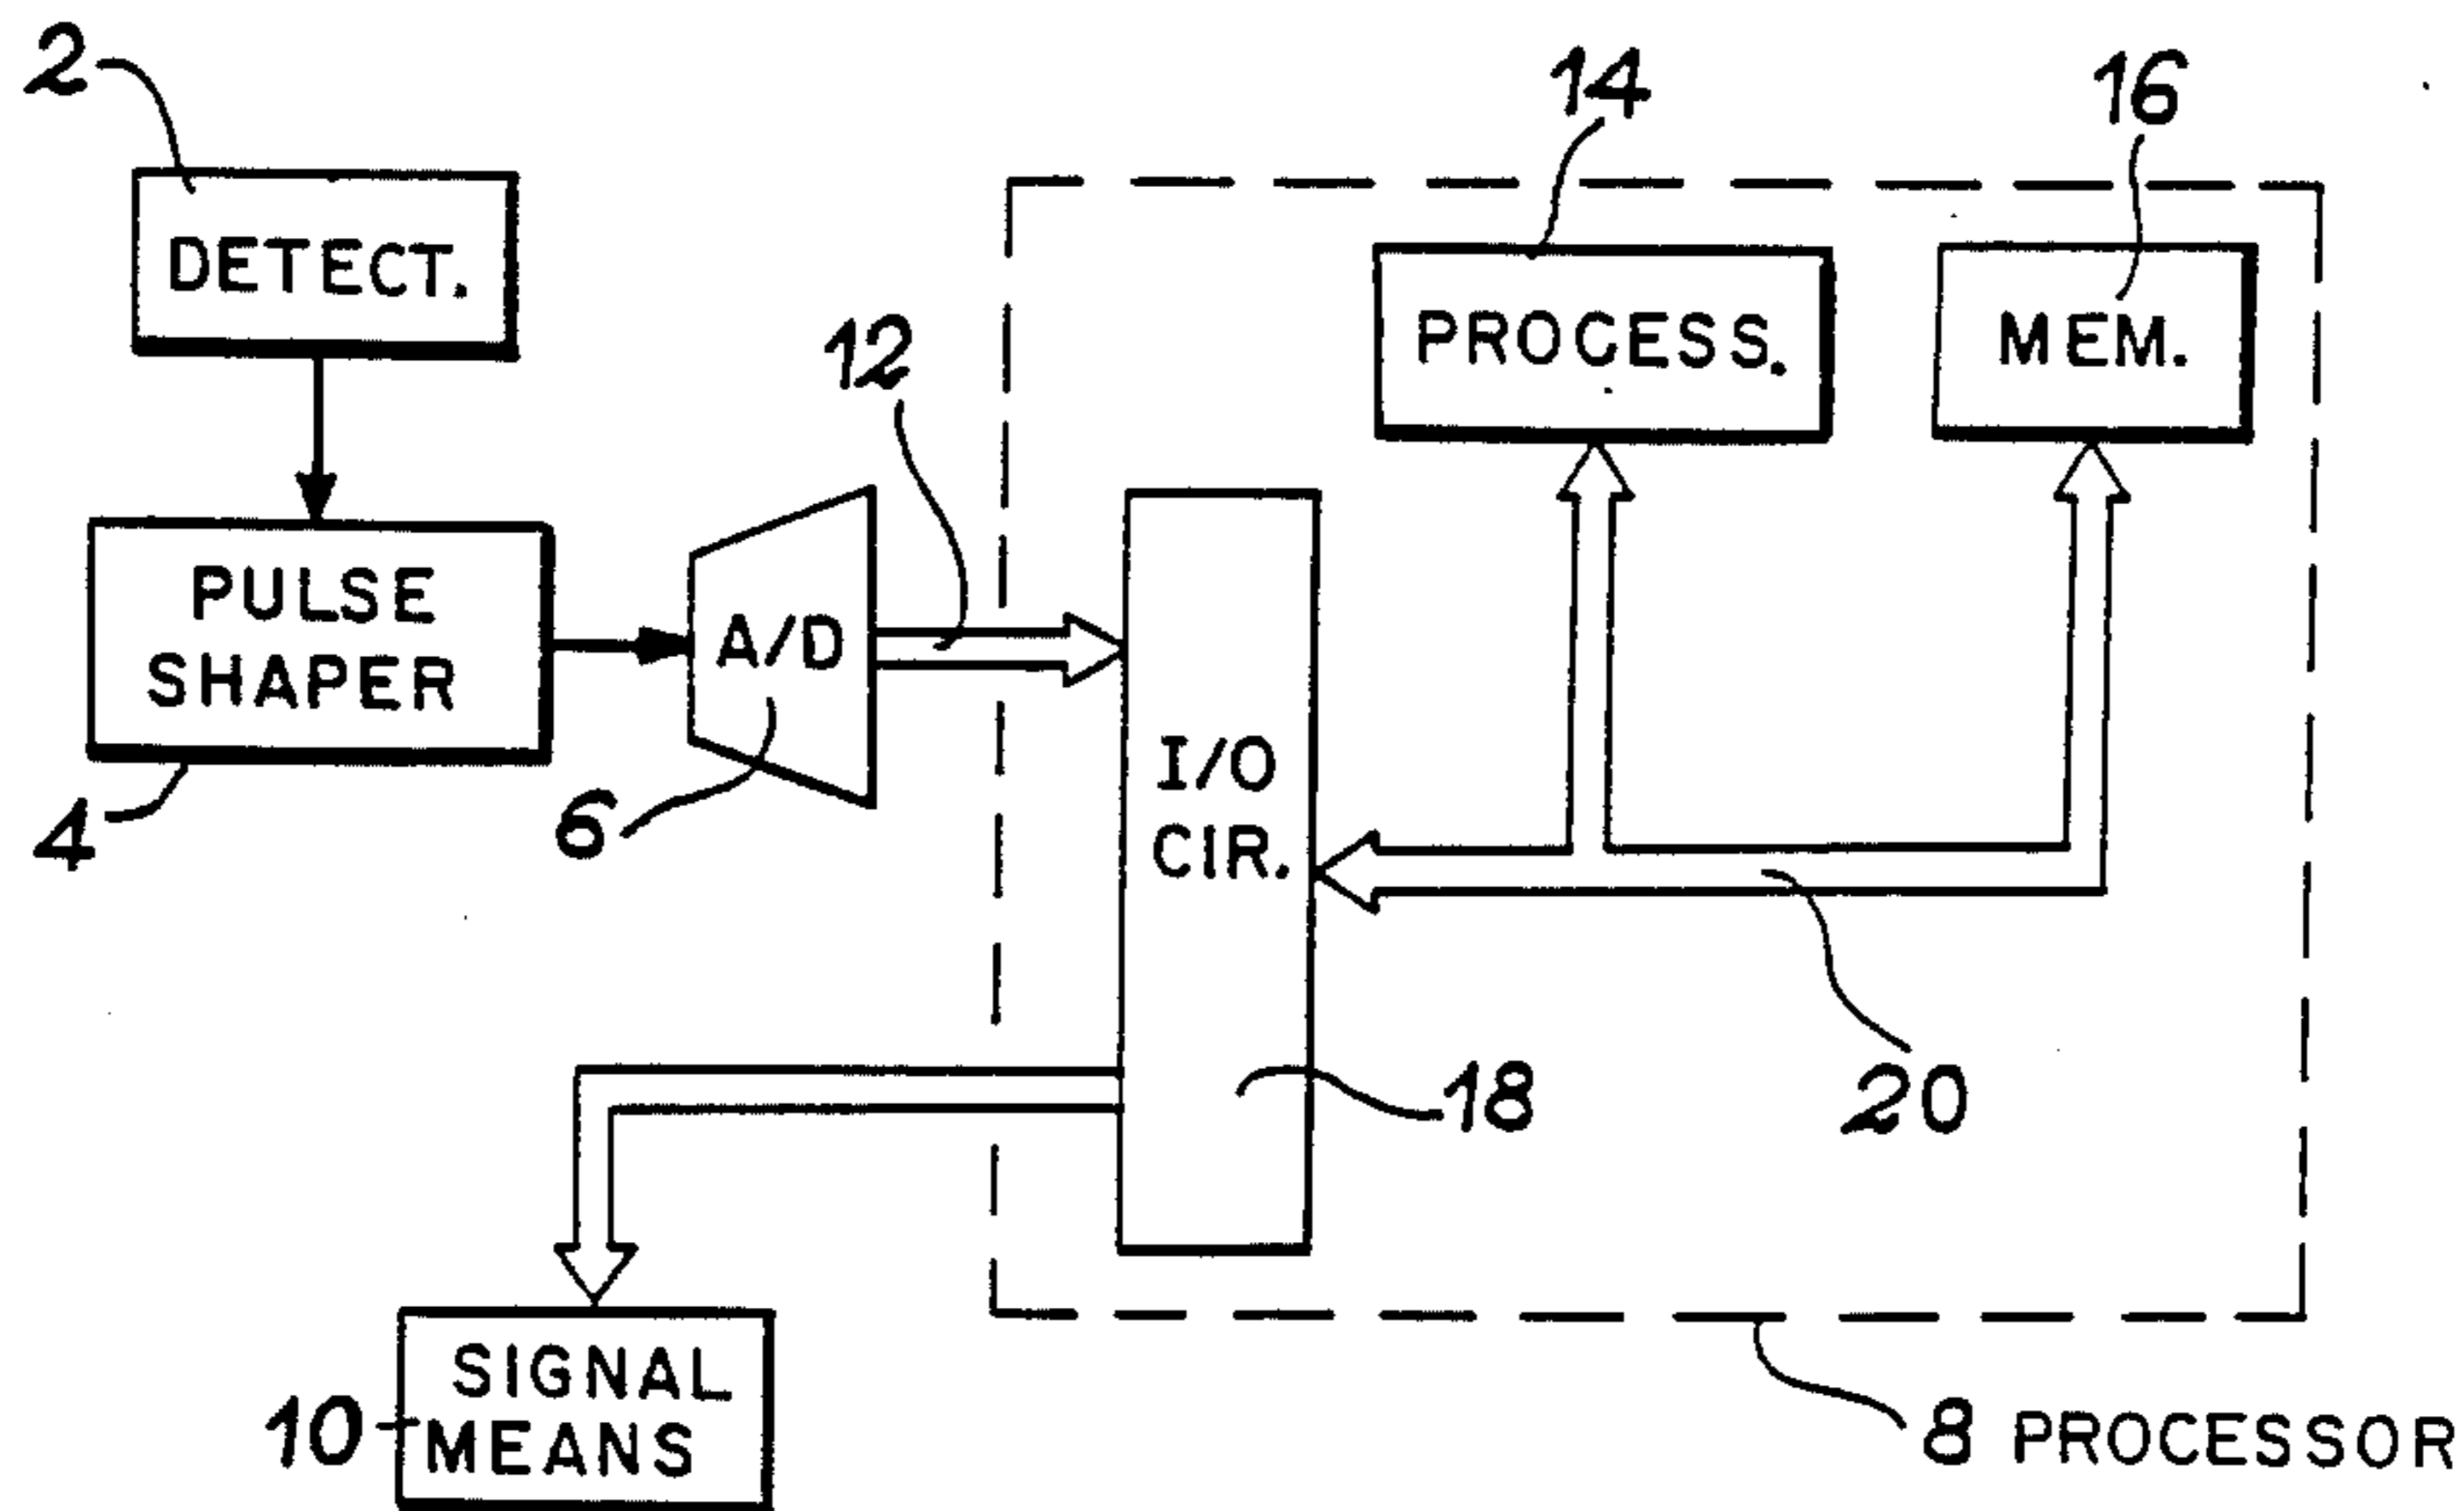 2
14
16
DETECT.
12
PROCESS.
MEM.
PULSE
SHAPER
A/D
4
6
I/O
CIR.
18
20
SIGNAL
MEANS
10
8 PROCESSOR